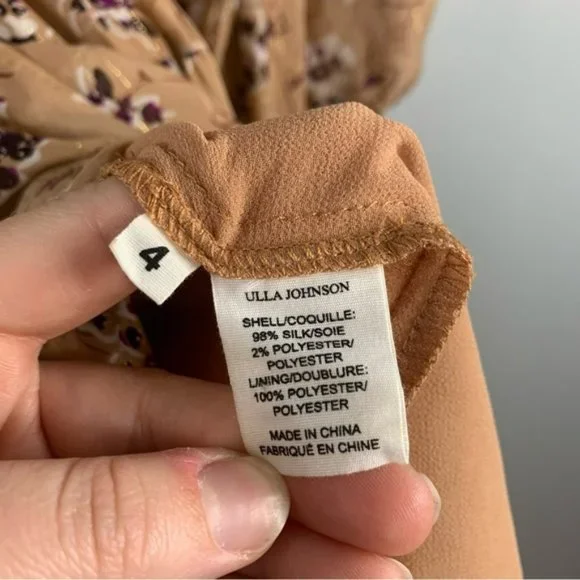 4
ULLA JOHNSON
SHELL/COQUILLE:
98% SILK/SOIE
2% POLYESTER/
POLYESTER
LINING/DOUBLURE:
100% POLYESTER/
POLYESTER
MADE IN CHINA
FABRIQUÉ EN CHINE